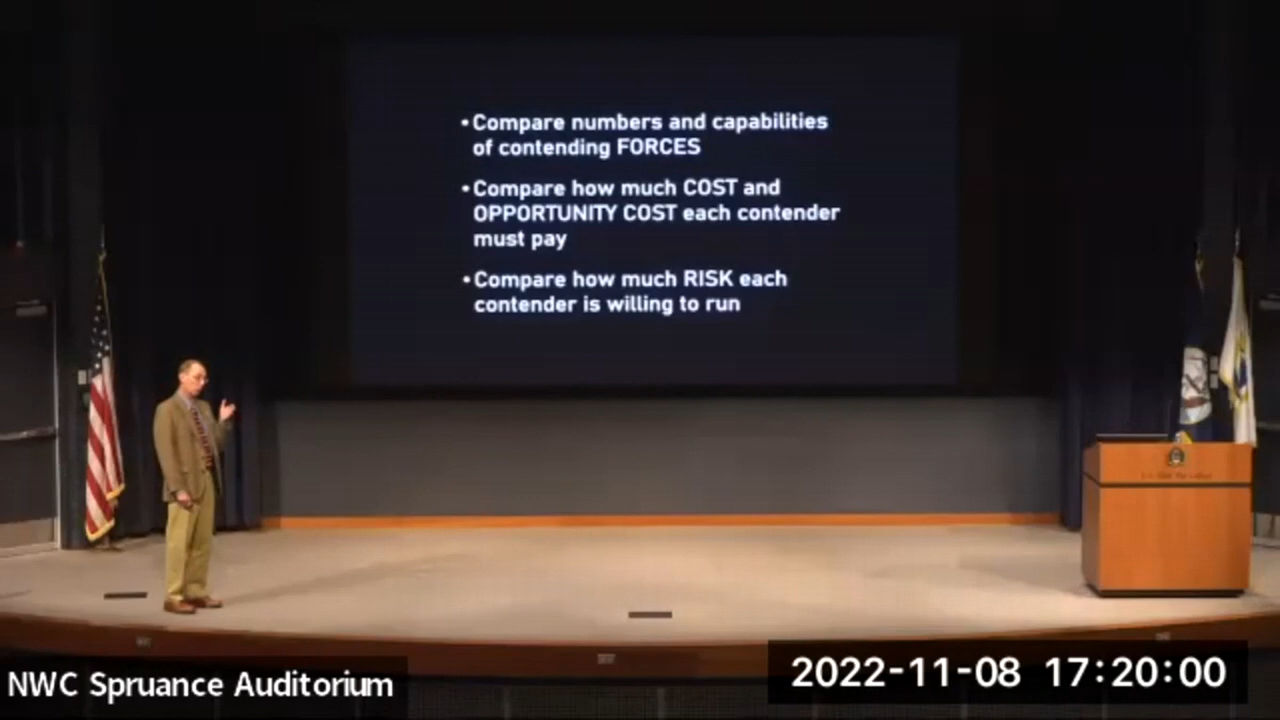 •Compare numbers and capabilities
of contending FORCES
•Compare how much COST and
OPPORTUNITY COST each contender
must pay
•Compare how much RISK each
contender is willing to run
NWC Spruance Auditorium
2022-11-08 17:20:00